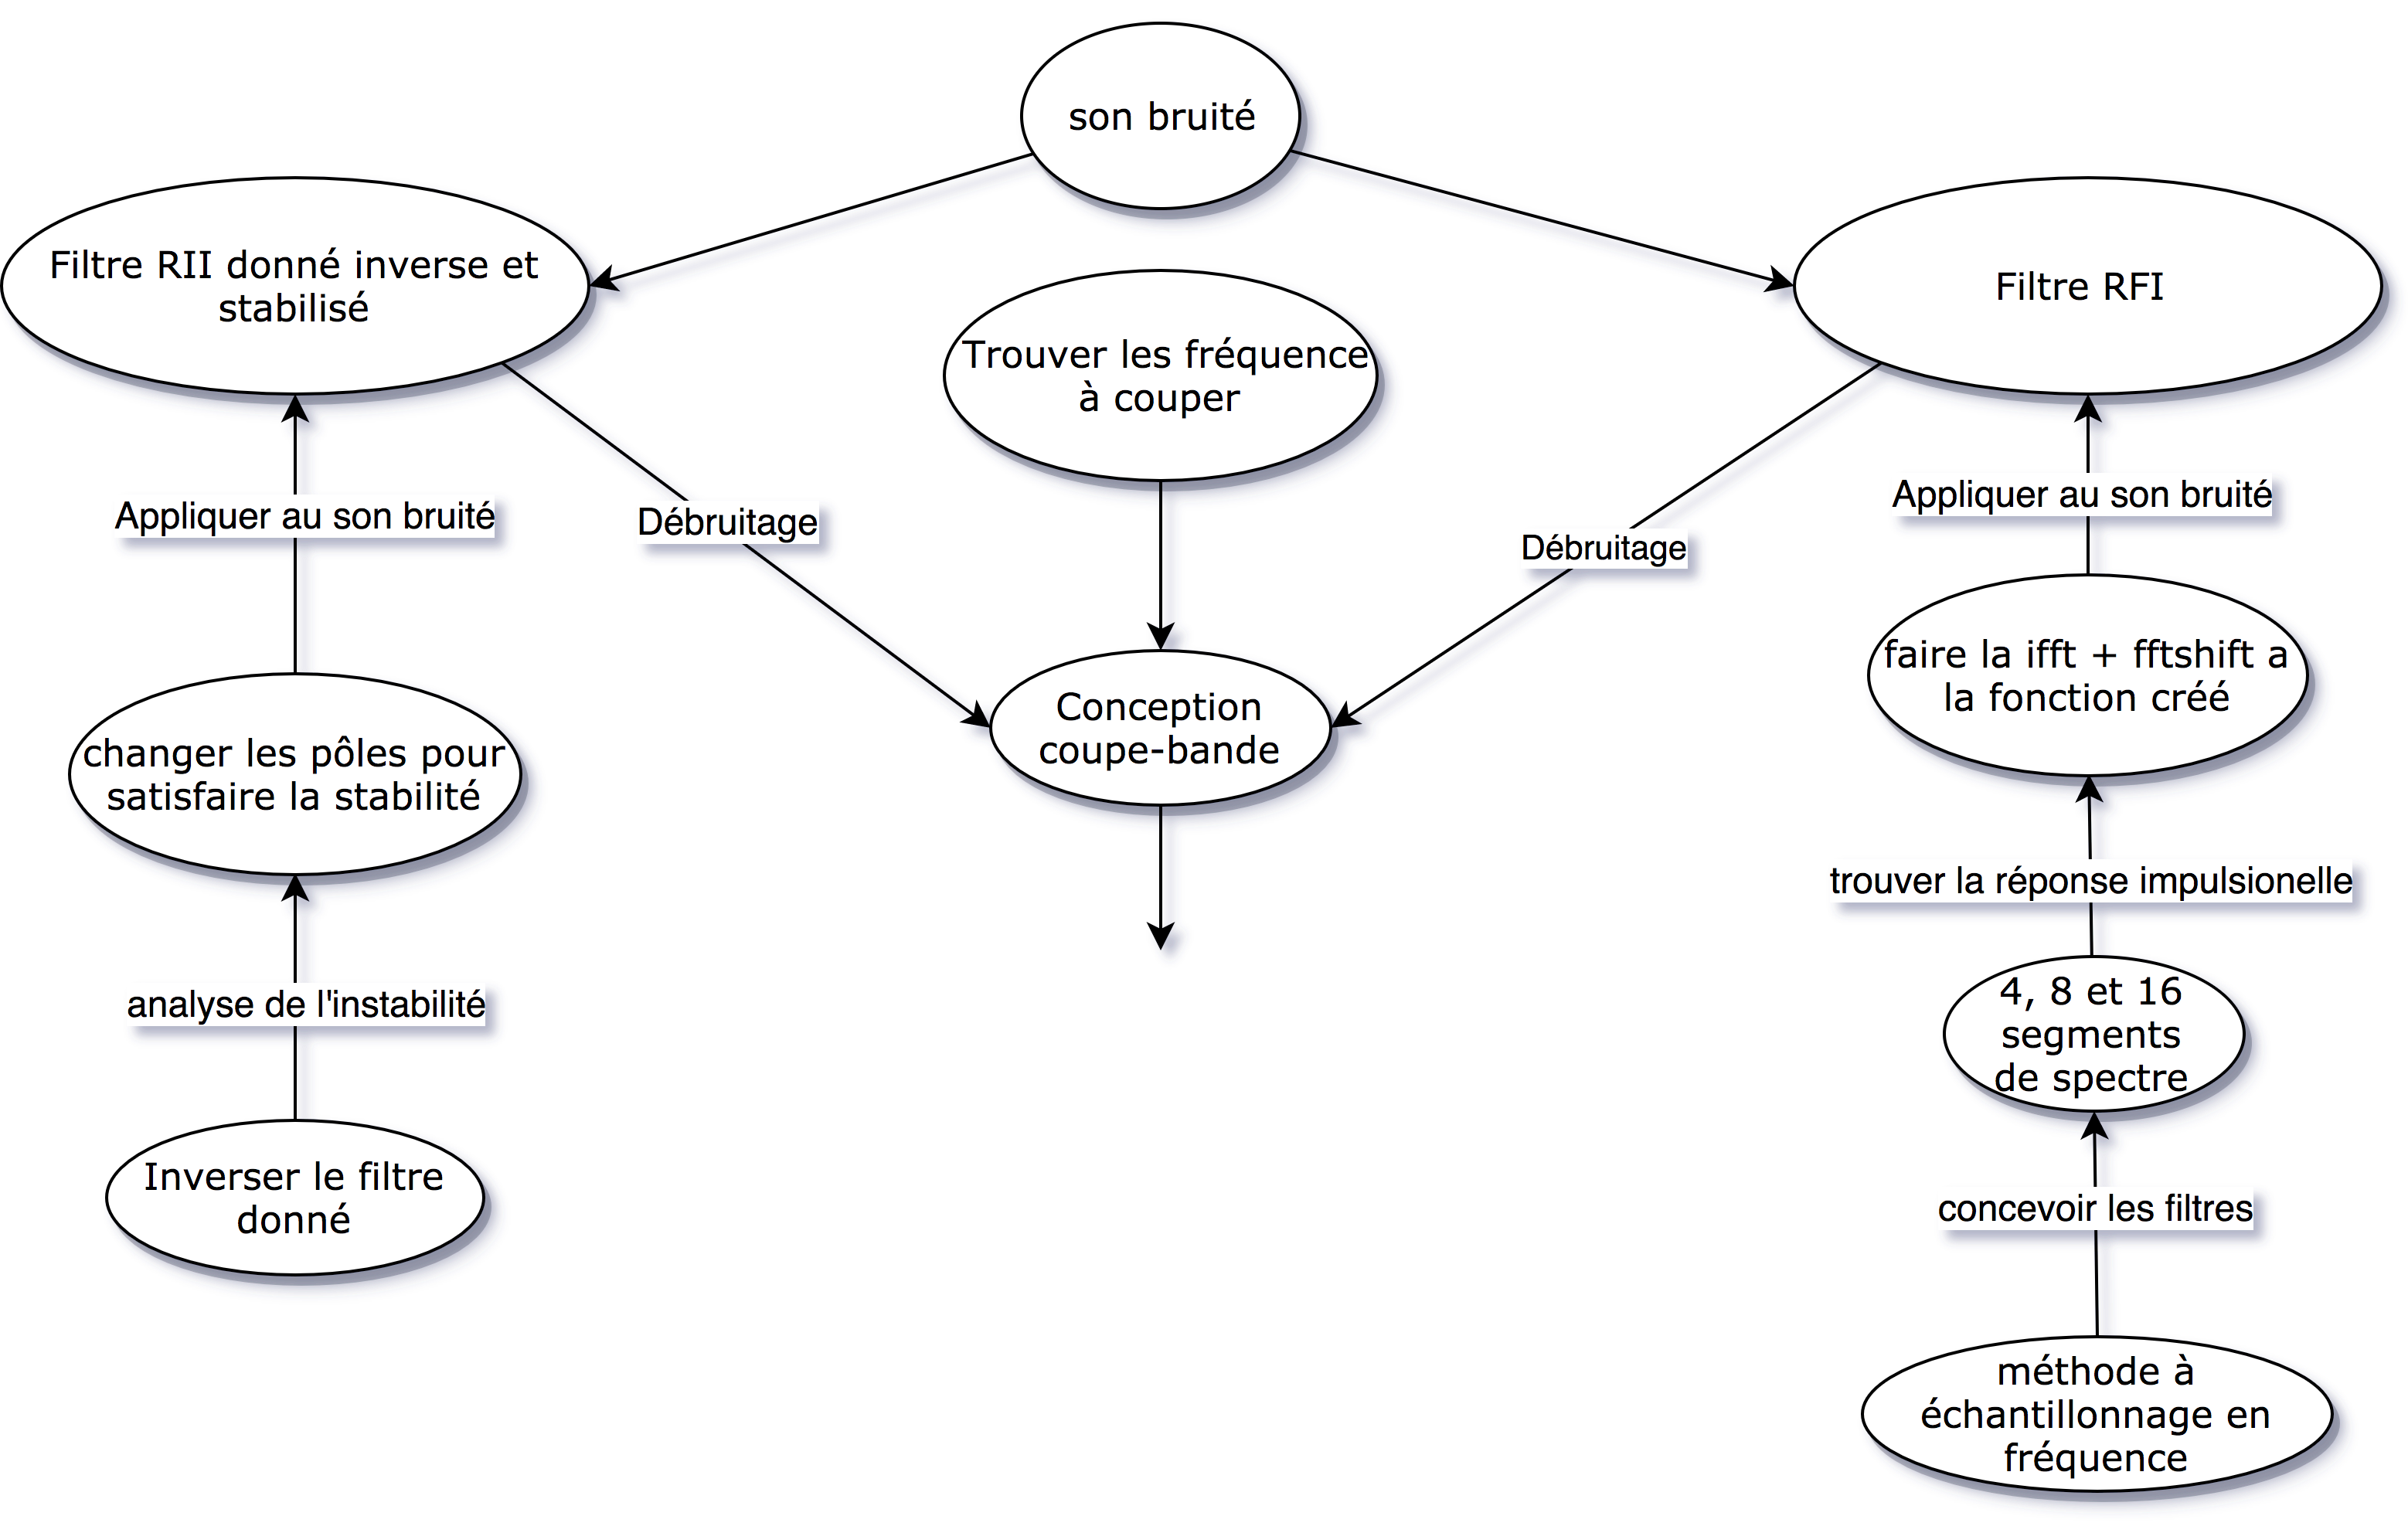 son bruité
Filtre RII donné inverse et
stabilisé
Filtre RFI
Trouver les fréquence
à couper
Appliquer au son bruité
Débruitage
Débruitage
Appliquer au son bruité
changer les pôles pour
satisfaire la stabilité
Conception
coupe-bande
faire la ifft + fftshift a
la fonction créé
trouver la réponse impulsionelle
analyse de l'instabilité
4, 8 et 16
segments
de spectre
Inverser le filtre
donné
concevoir les filtres
méthode à
échantillonnage en
fréquence